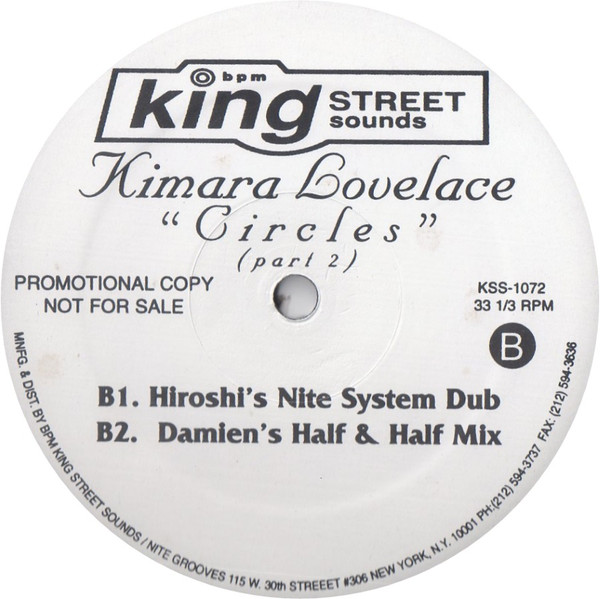 bpm
king STREET
sounds
Kimara Lovelace
"Circles"
(part 2)
PROMOTIONAL COPY
NOT FOR SALE
KSS-1072
33 1/3 RPM
B
B1. Hiroshi's Nite System Dub
B2. Damien's Half & Half Mix
MNFG. & DIST. BY BPM KING STREET SOUNDS / NITE GROOVES 115 W. 30th STREEET #306 NEW YORK, N.Y. 10001 PH:(212) 594-3737 FAX: (212) 594-3636